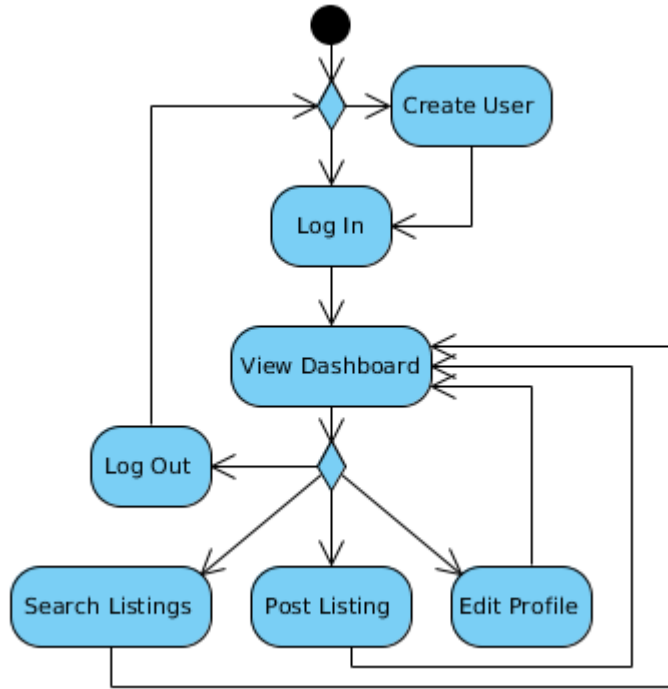 Create User
Log In
View Dashboard
Log Out
Search Listings
Post Listing
Edit Profile